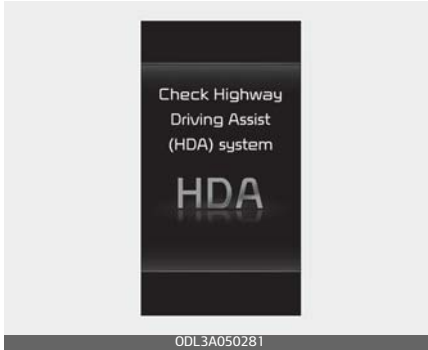 Check Highway
Driving Assist
(HDA) system
HDA
ODL3A050281